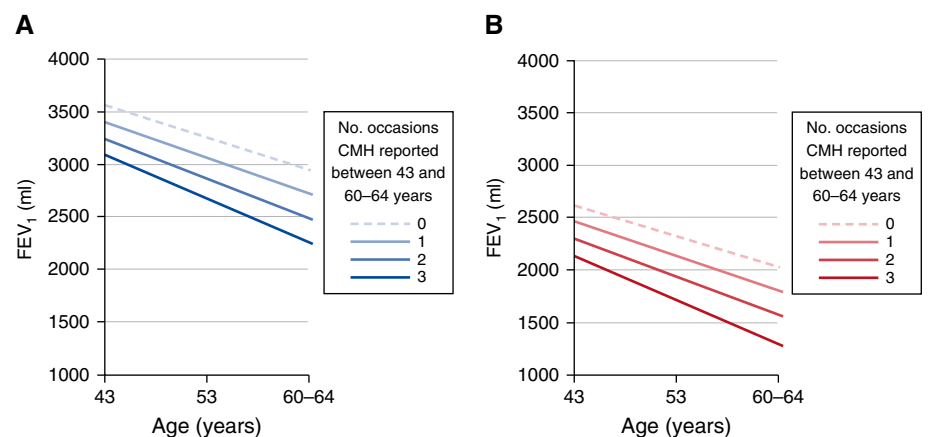 A
FEV1 (ml)
4000
3500
3000
2500
2000
1500
1000
43
53
60–64
Age (years)
No. occasions
CMH reported
between 43 and
60–64 years
0
1
2
3
B
FEV1 (ml)
4000
3500
3000
2500
2000
1500
1000
43
53
60–64
Age (years)
No. occasions
CMH reported
between 43 and
60–64 years
0
1
2
3